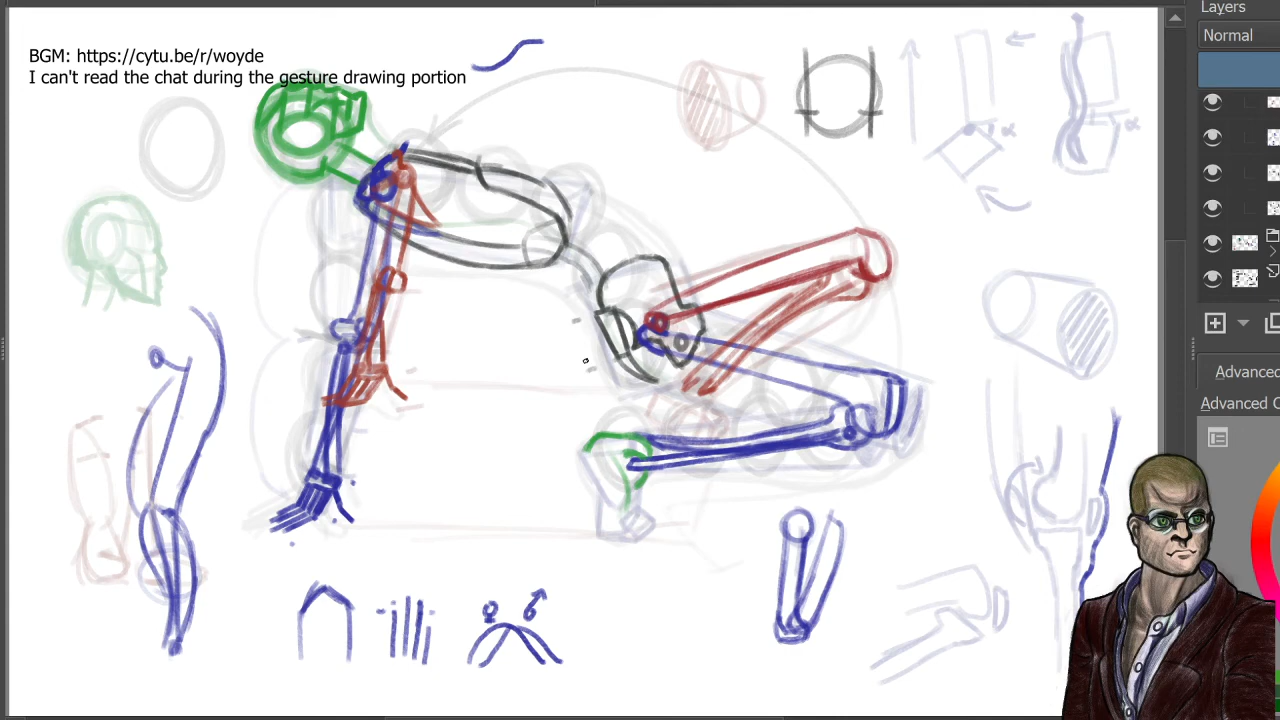 BGM: https://cytu.be/r/woyde
I can't read the chat during the gesture drawing portion
Layers
Normal
Advanced
Advanced C
♀ ♂
α
α